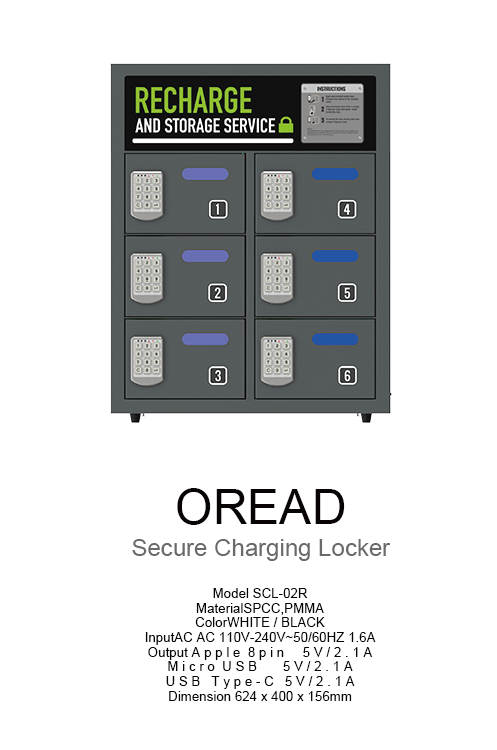 RECHARGE
AND STORAGE SERVICE
INSTRUCTIONS
1
4
2
5
3
6
OREAD
Secure Charging Locker
Model SCL-02R
MaterialSPCC,PMMA
ColorWHITE / BLACK
InputAC AC 110V-240V~50/60HZ 1.6A
Output Apple 8pin 5V/2.1A
Micro USB 5V/2.1A
USB Type-C 5V/2.1A
Dimension 624 x 400 x 156mm